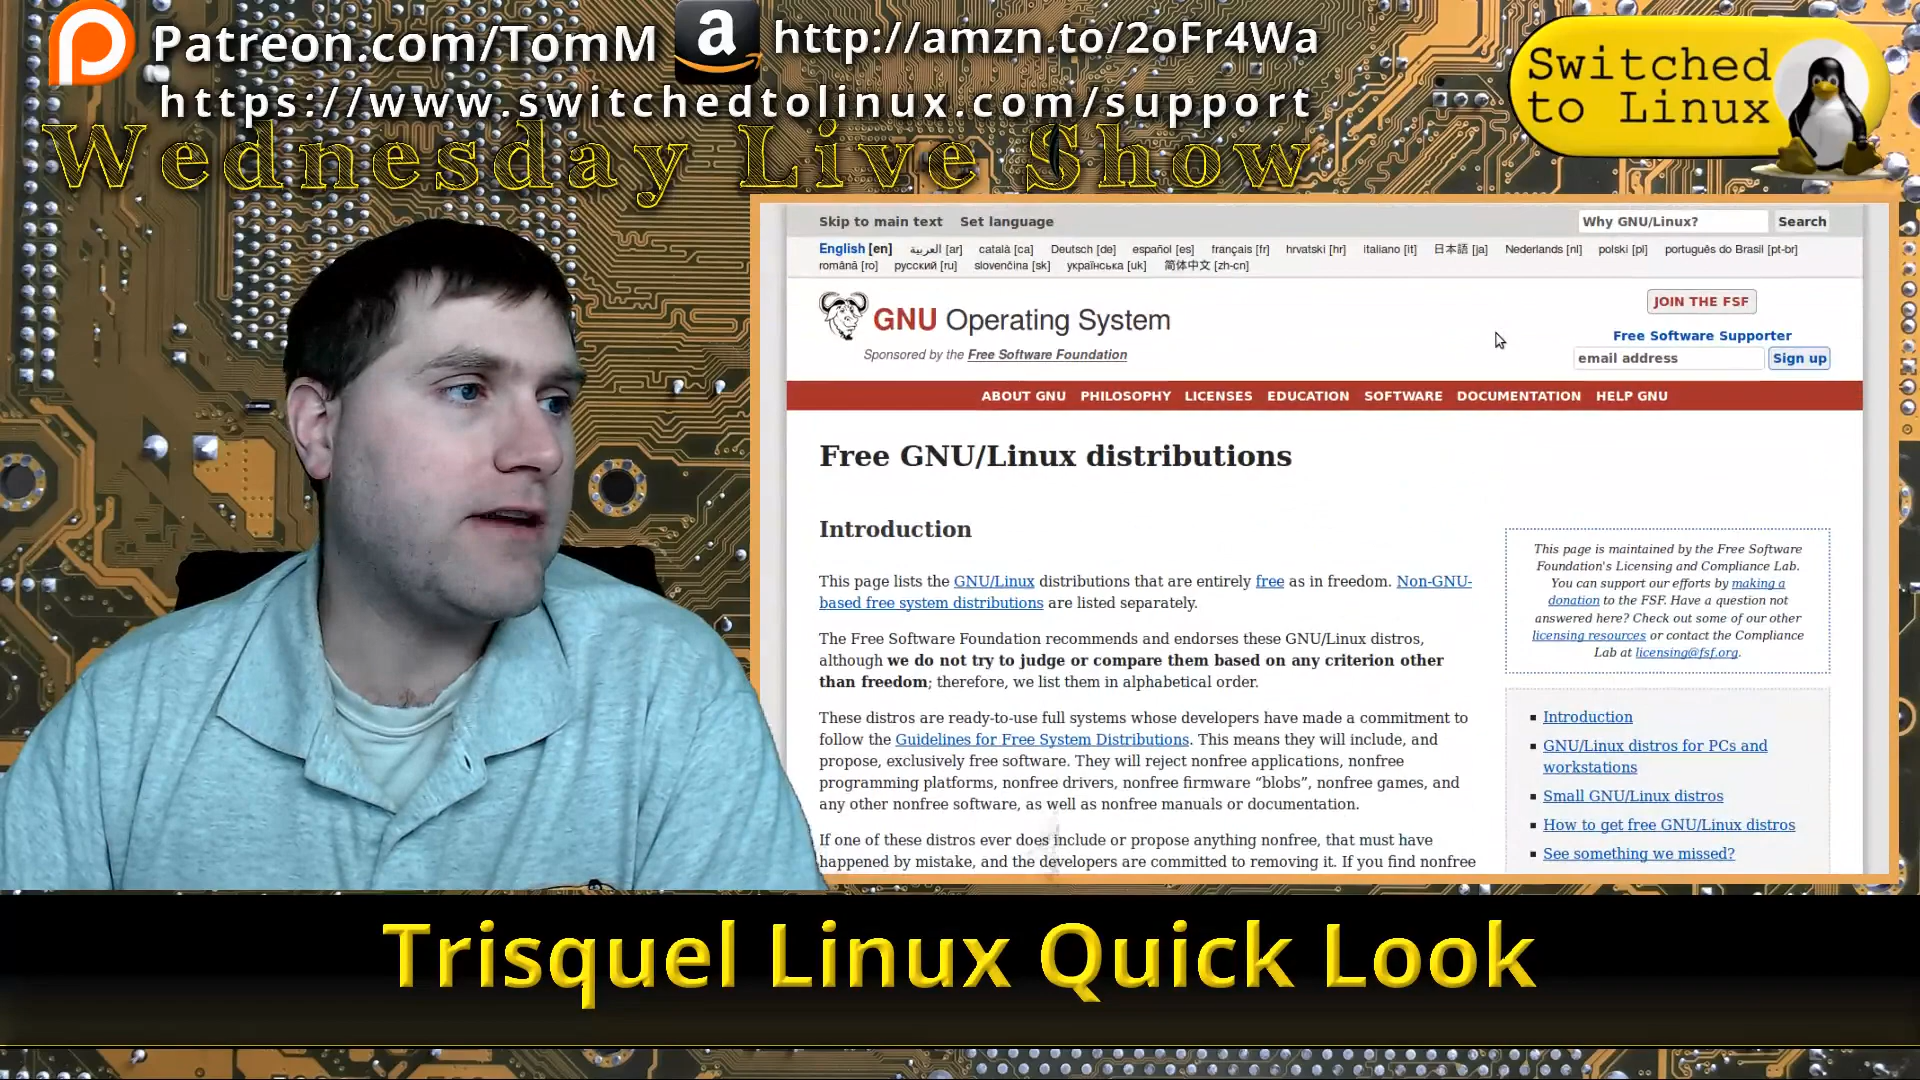 Patreon.com/TomM
a
http://amzn.to/2oFr4Wa
https://www.switchedtolinux.com/support
Wednesday Live Show
Switched
to Linux
Skip to main text Set language
Why GNU/Linux? Search
English [en] العربية [ar] català [ca] Deutsch [de] español [es] français [fr] hrvatski [hr] italiano [it] 日本語 [ja] Nederlands [nl] polski [pl] português do Brasil [pt-br]
română [ro] русский [ru] slovenčina [sk] українська [uk] 简体中文 [zh-cn]
GNU Operating System
Sponsored by the Free Software Foundation
JOIN THE FSF
Free Software Supporter
email address Sign up
ABOUT GNU PHILOSOPHY LICENSES EDUCATION SOFTWARE DOCUMENTATION HELP GNU
Free GNU/Linux distributions
Introduction
This page lists the GNU/Linux distributions that are entirely free as in freedom. Non-GNU-
based free system distributions are listed separately.
The Free Software Foundation recommends and endorses these GNU/Linux distros,
although we do not try to judge or compare them based on any criterion other
than freedom; therefore, we list them in alphabetical order.
These distros are ready-to-use full systems whose developers have made a commitment to
follow the Guidelines for Free System Distributions. This means they will include, and
propose, exclusively free software. They will reject nonfree applications, nonfree
programming platforms, nonfree drivers, nonfree firmware “blobs”, nonfree games, and
any other nonfree software, as well as nonfree manuals or documentation.
If one of these distros ever does include or propose anything nonfree, that must have
happened by mistake, and the developers are committed to removing it. If you find nonfree
This page is maintained by the Free Software
Foundation's Licensing and Compliance Lab.
You can support our efforts by making a
donation to the FSF. Have a question not
answered here? Check out some of our other
licensing resources or contact the Compliance
Lab at licensing@fsf.org.
Introduction
GNU/Linux distros for PCs and
workstations
Small GNU/Linux distros
How to get free GNU/Linux distros
See something we missed?
Trisquel Linux Quick Look